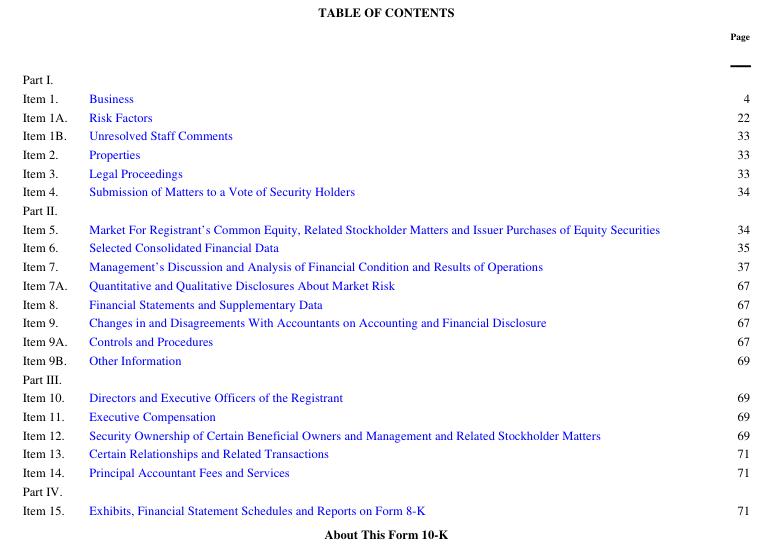 TABLE OF CONTENTS
Page
Part I.
Item 1. Business 4
Item 1A. Risk Factors 22
Item 1B. Unresolved Staff Comments 33
Item 2. Properties 33
Item 3. Legal Proceedings 33
Item 4. Submission of Matters to a Vote of Security Holders 34
Part II.
Item 5. Market For Registrant’s Common Equity, Related Stockholder Matters and Issuer Purchases of Equity Securities 34
Item 6. Selected Consolidated Financial Data 35
Item 7. Management’s Discussion and Analysis of Financial Condition and Results of Operations 37
Item 7A. Quantitative and Qualitative Disclosures About Market Risk 67
Item 8. Financial Statements and Supplementary Data 67
Item 9. Changes in and Disagreements With Accountants on Accounting and Financial Disclosure 67
Item 9A. Controls and Procedures 67
Item 9B. Other Information 69
Part III.
Item 10. Directors and Executive Officers of the Registrant 69
Item 11. Executive Compensation 69
Item 12. Security Ownership of Certain Beneficial Owners and Management and Related Stockholder Matters 69
Item 13. Certain Relationships and Related Transactions 71
Item 14. Principal Accountant Fees and Services 71
Part IV.
Item 15. Exhibits, Financial Statement Schedules and Reports on Form 8-K 71
About This Form 10-K